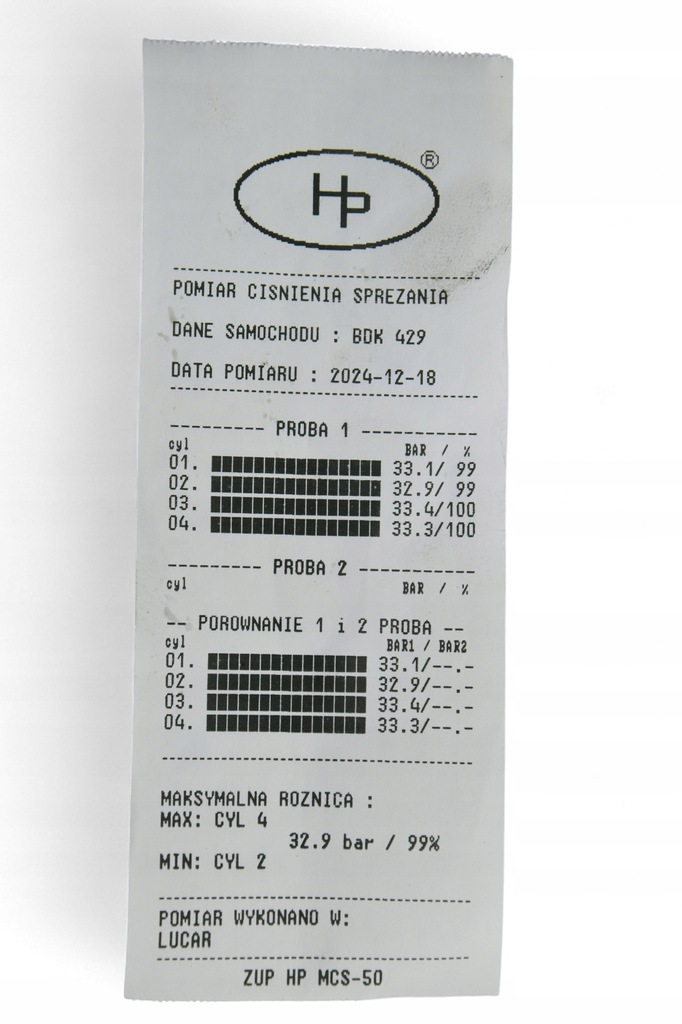 HP ®
POMIAR CISNIENIA SPREZANIA
DANE SAMOCHODU : BDK 429
DATA POMIARU : 2024-12-18
--------- PROBA 1 -----------
cyl BAR / %
01. 33.1/ 99
02. 32.9/ 99
03. 33.4/100
04. 33.3/100
--------- PROBA 2 -----------
cyl BAR / %
-- POROWNANIE 1 i 2 PROBA --
cyl BAR1 / BAR2
01. 33.1/--.-
02. 32.9/--.-
03. 33.4/--.-
04. 33.3/--.-
MAKSYMALNA ROZNICA :
MAX: CYL 4
32.9 bar / 99%
MIN: CYL 2
POMIAR WYKONANO W:
LUCAR
ZUP HP MCS-50